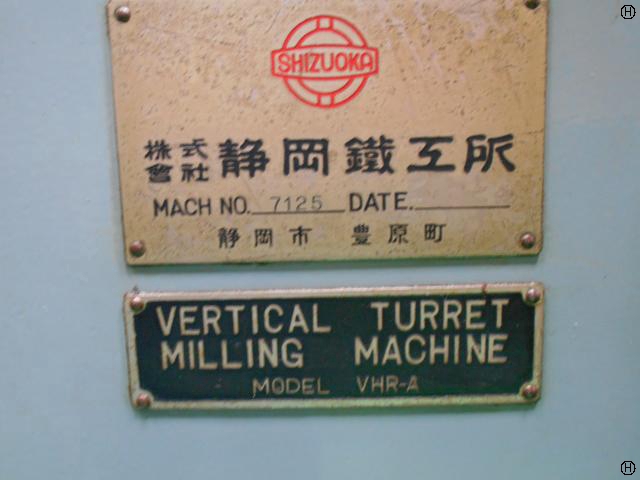 SHIZUOKA
株式會社 静岡鐵工所
MACH NO. 7125 DATE.
静岡市 豊原町
VERTICAL TURRET
MILLING MACHINE
MODEL VHR-A
H
H